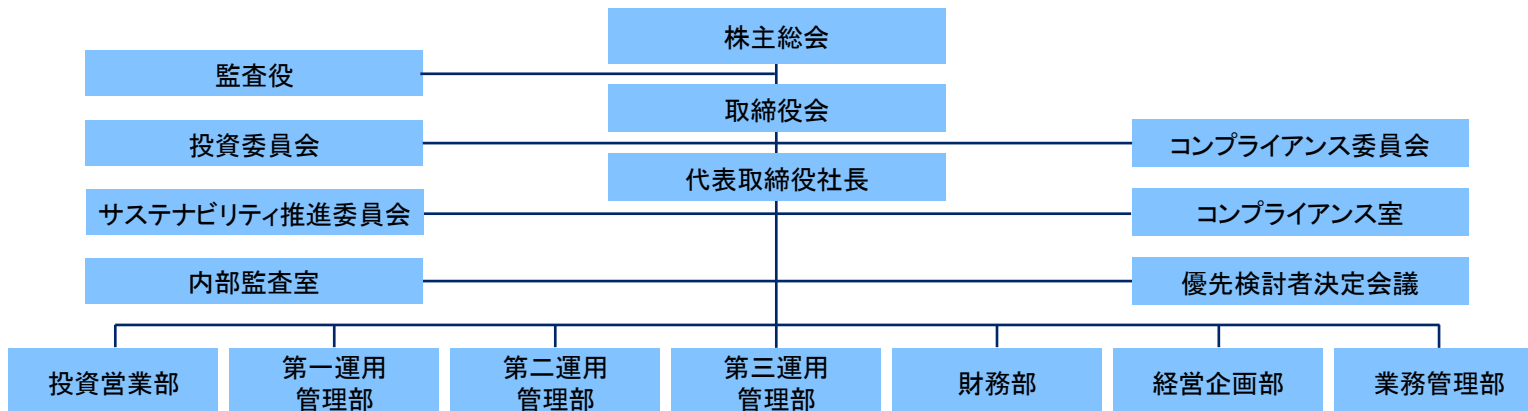 株主総会
監査役
取締役会
投資委員会
コンプライアンス委員会
代表取締役社長
サステナビリティ推進委員会
コンプライアンス室
内部監査室
優先検討者決定会議
投資営業部
第一運用
管理部
第二運用
管理部
第三運用
管理部
財務部
経営企画部
業務管理部